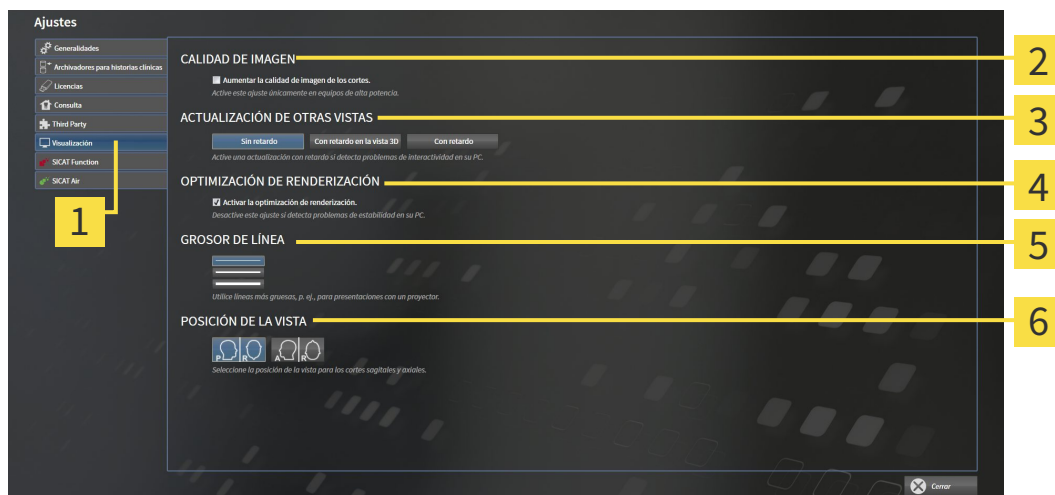 Ajustes
Generalidades
Archivadores para historias clínicas
Licencias
Consulta
Third Party
Visualización
SICAT Function
SICAT Air
1
CALIDAD DE IMAGEN
2
Aumentar la calidad de imagen de los cortes.
Active este ajuste únicamente en equipos de alta potencia.
ACTUALIZACIÓN DE OTRAS VISTAS
3
Sin retardo Con retardo en la vista 3D Con retardo
Active una actualización con retardo si detecta problemas de interactividad en su PC.
OPTIMIZACIÓN DE RENDERIZACIÓN
4
Activar la optimización de renderización.
Desactive este ajuste si detecta problemas de estabilidad en su PC.
GROSOR DE LÍNEA
5
Utilice líneas más gruesas, p. ej., para presentaciones con un proyector.
POSICIÓN DE LA VISTA
6
P R A R
Seleccione la posición de la vista para los cortes sagitales y axiales.
Cerrar